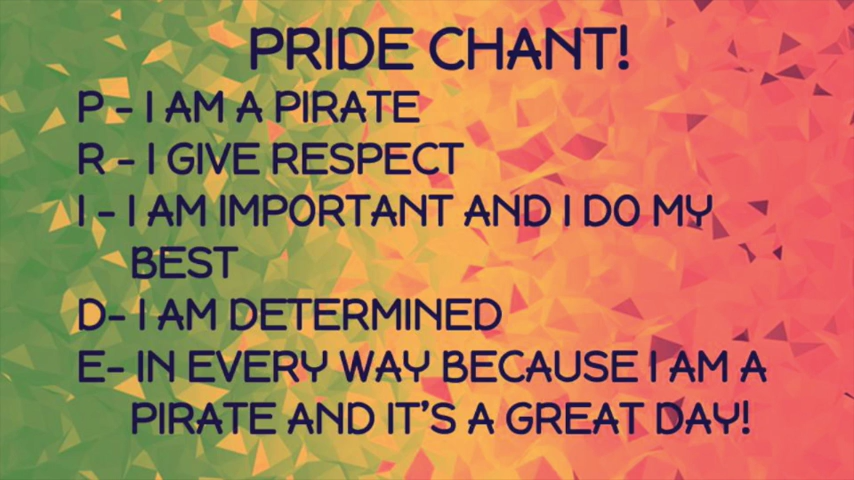 PRIDE CHANT!
P - I AM A PIRATE
R - I GIVE RESPECT
I - I AM IMPORTANT AND I DO MY
BEST
D- I AM DETERMINED
E- IN EVERY WAY BECAUSE I AM A
PIRATE AND IT'S A GREAT DAY!